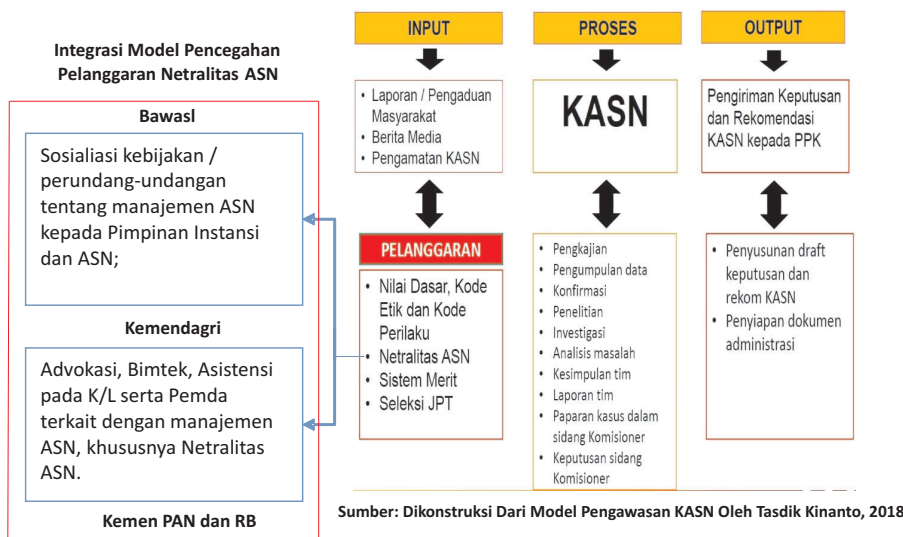 Integrasi Model Pencegahan
Pelanggaran Netralitas ASN
Bawasl
Sosialiasi kebijakan /
perundang-undangan
tentang manajemen ASN
kepada Pimpinan Instansi
dan ASN;
Kemendagri
Advokasi, Bimtek, Asistensi
pada K/L serta Pemda
terkait dengan manajemen
ASN, khususnya Netralitas
ASN.
Kemen PAN dan RB
INPUT
• Laporan / Pengaduan
Masyarakat
• Berita Media
• Pengamatan KASN
PELANGGARAN
• Nilai Dasar, Kode
Etik dan Kode
Perilaku
• Netralitas ASN
• Sistem Merit
• Seleksi JPT
PROSES
KASN
• Pengkajian
• Pengumpulan data
• Konfirmasi
• Penelitian
• Investigasi
• Analisis masalah
• Kesimpulan tim
• Laporan tim
• Paparan kasus dalam
sidang Komisioner
• Keputusan sidang
Komisioner
OUTPUT
Pengiriman Keputusan
dan Rekomendasi
KASN kepada PPK
• Penyusunan draft
keputusan dan
rekom KASN
• Penyiapan dokumen
administrasi
Sumber: Dikonstruksi Dari Model Pengawasan KASN Oleh Tasdik Kinanto, 2018